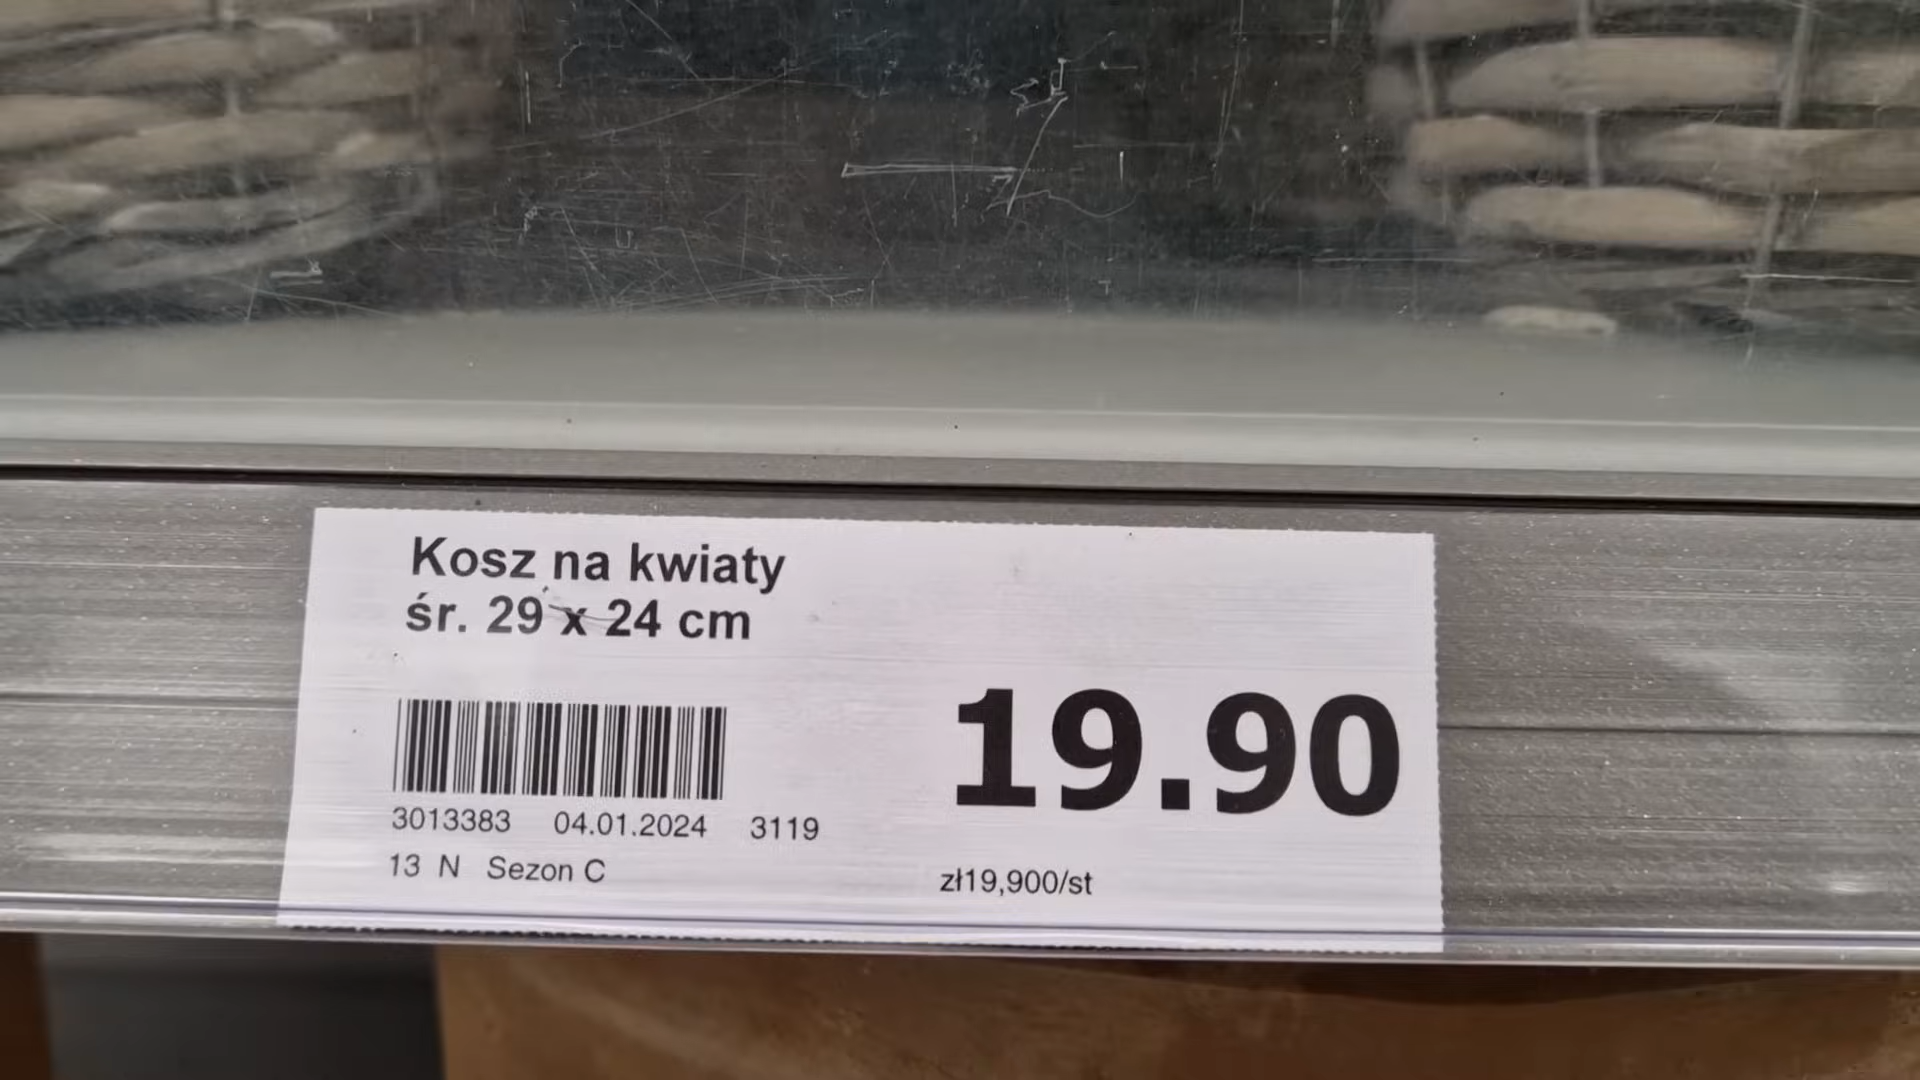 Kosz na kwiaty
śr. 29 x 24 cm
19.90
3013383 04.01.2024 3119
13 N Sezon C
zł19,900/st